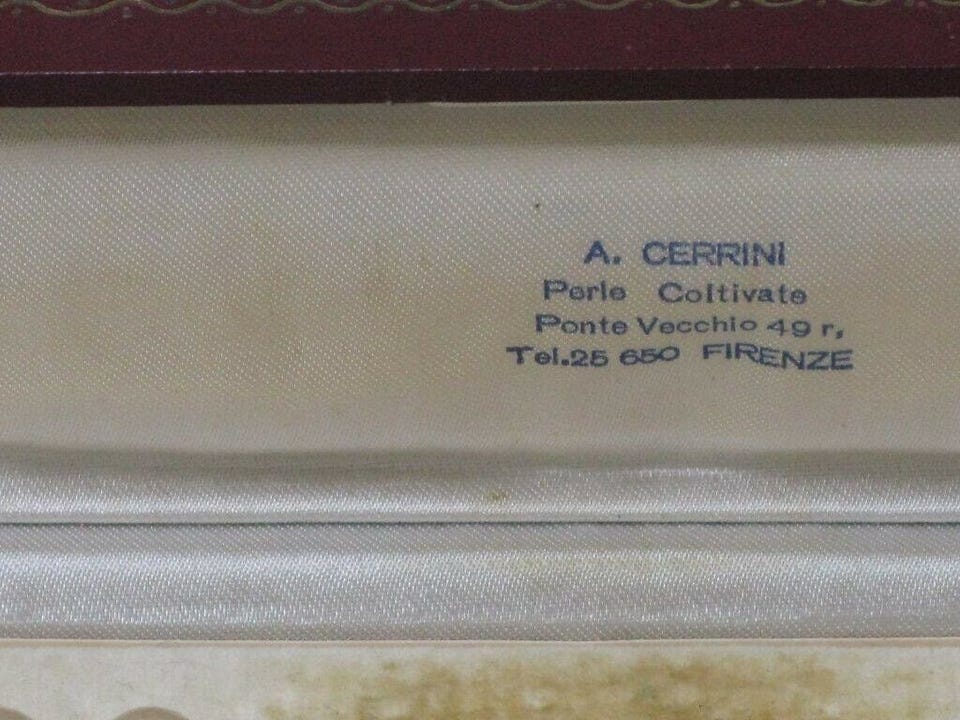 A. CERRINI
Perle Coltivate
Ponte Vecchio 49 r,
Tel.25 650 FIRENZE